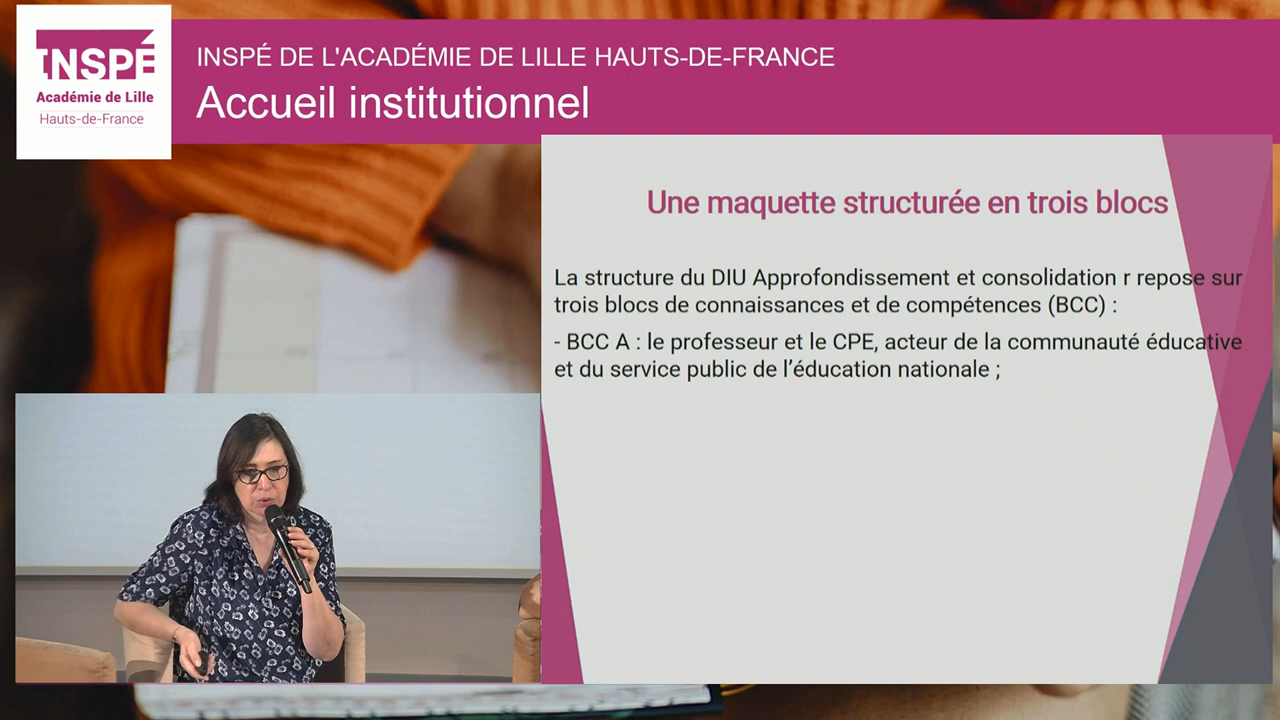 INSPÉ
Académie de Lille
Hauts-de-France
INSPÉ DE L'ACADÉMIE DE LILLE HAUTS-DE-FRANCE
Accueil institutionnel
Une maquette structurée en trois blocs
La structure du DIU Approfondissement et consolidation r repose sur
trois blocs de connaissances et de compétences (BCC) :
- BCC A : le professeur et le CPE, acteur de la communauté éducative
et du service public de l’éducation nationale ;